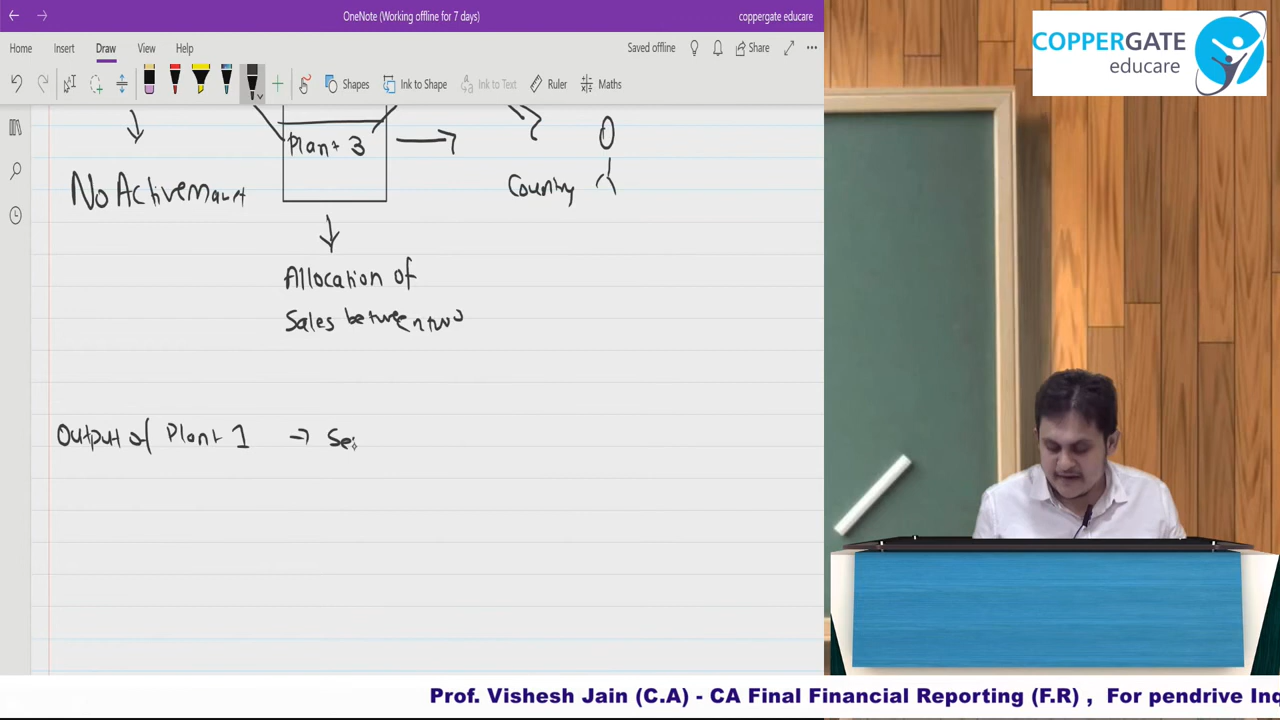 OneNote (Working offline for 7 days)
coppergate educare
Home Insert Draw View Help
Saved offline
Share
Shapes
Ink to Shape
Ink to Text
Ruler
Maths
COPPERGATE
educare
Plant 3
No Active
Country
Allocation of
Sales between two
Output of Plant 1 → Se
Prof. Vishesh Jain (C.A) - CA Final Financial Reporting (F.R) , For pendrive Inq